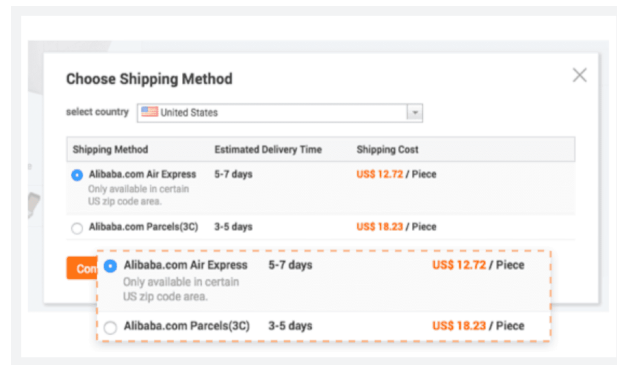 Choose Shipping Method
select country United States
Shipping Method Estimated Delivery Time Shipping Cost
Alibaba.com Air Express 5-7 days US$ 12.72 / Piece
Only available in certain
US zip code area.
Alibaba.com Parcels(3C) 3-5 days US$ 18.23 / Piece
Alibaba.com Air Express 5-7 days US$ 12.72 / Piece
Only available in certain
US zip code area.
Alibaba.com Parcels(3C) 3-5 days US$ 18.23 / Piece